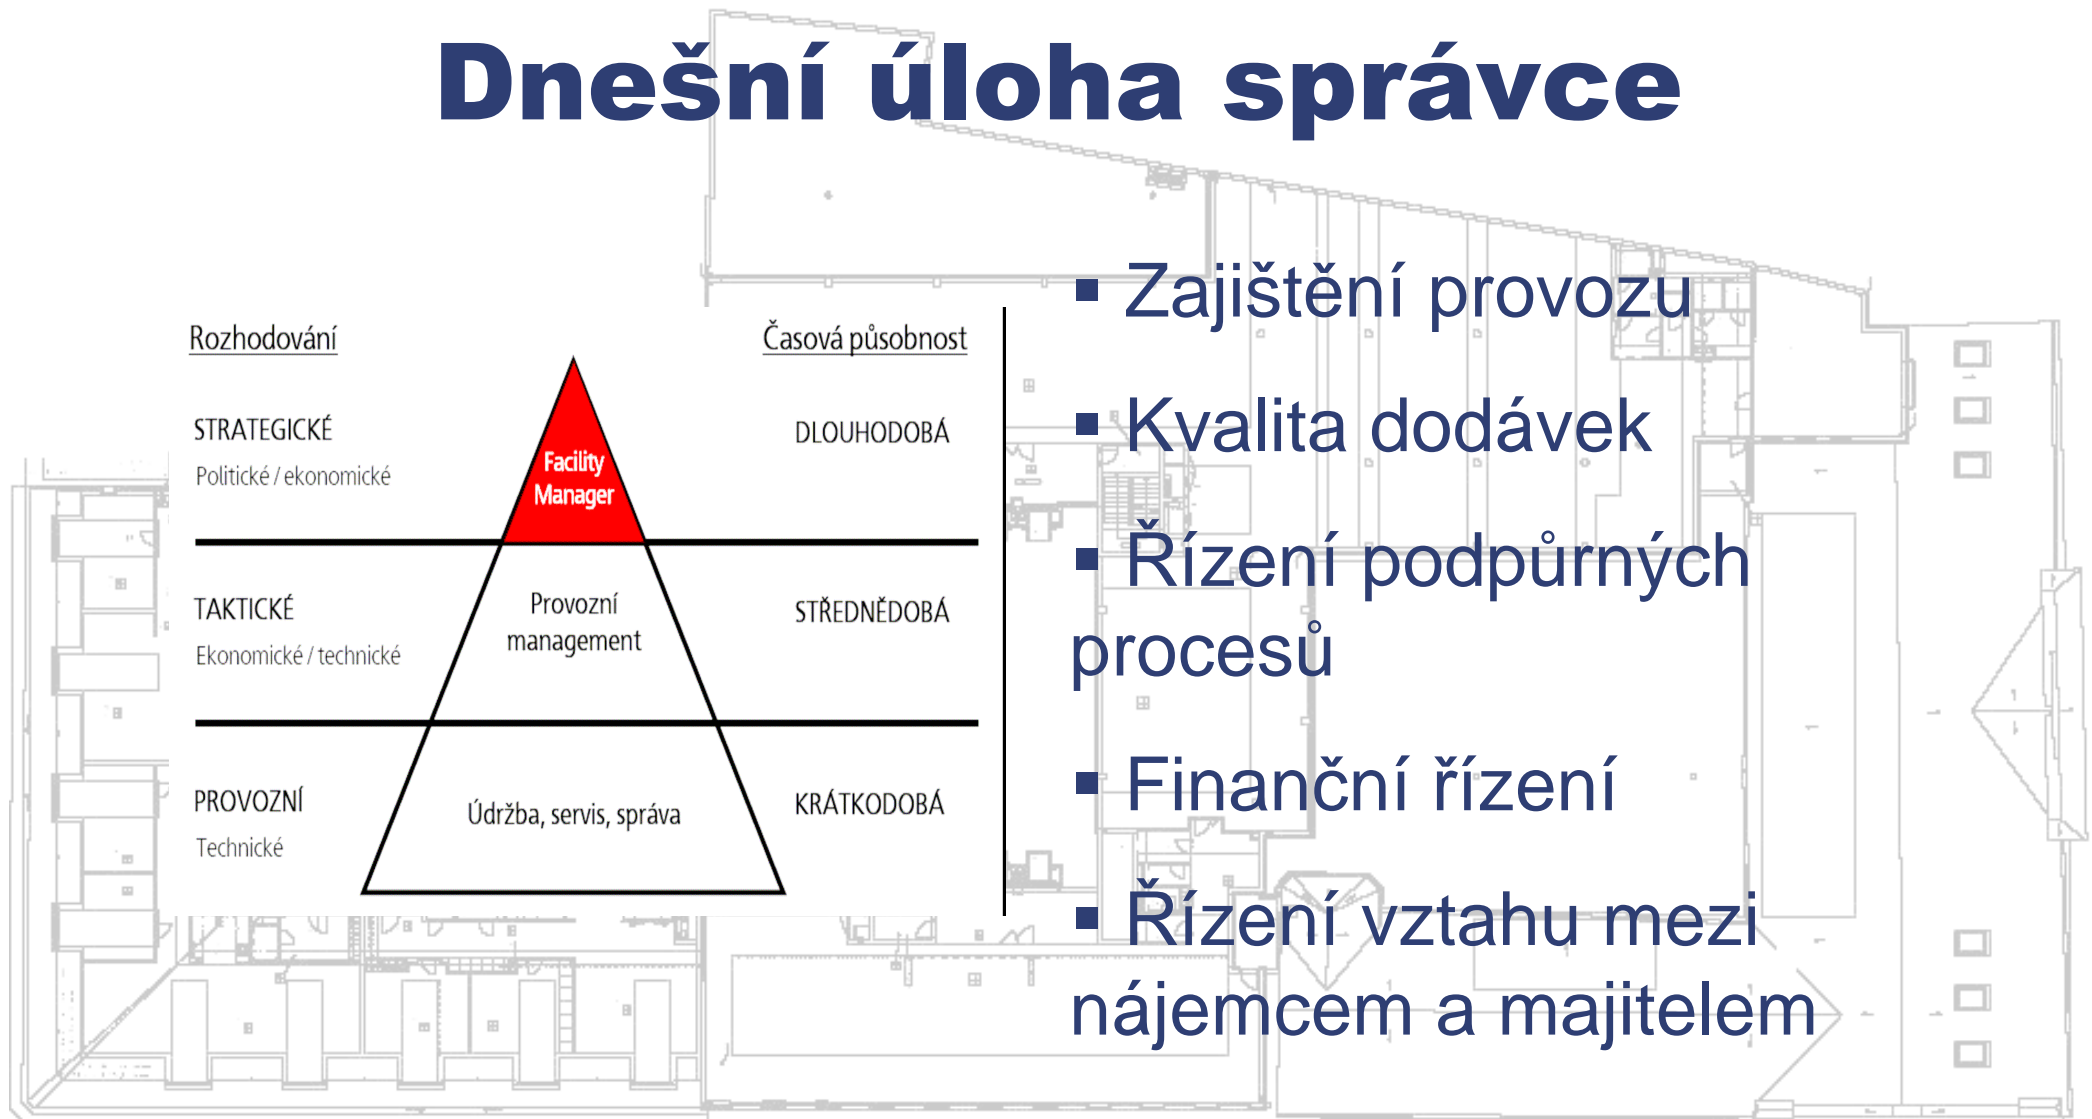 Dnešní úloha správce
Rozhodování
Časová působnost
STRATEGICKÉ
Politické / ekonomické
Facility
Manager
DLOUHODOBÁ
TAKTICKÉ
Ekonomické / technické
Provozní
management
STŘEDNĚDOBÁ
PROVOZNÍ
Technické
Údržba, servis, správa
KRÁTKODOBÁ
▪ Zajištění provozu
▪ Kvalita dodávek
▪ Řízení podpůrných
procesů
▪ Finanční řízení
▪ Řízení vztahu mezi
nájemcem a majitelem